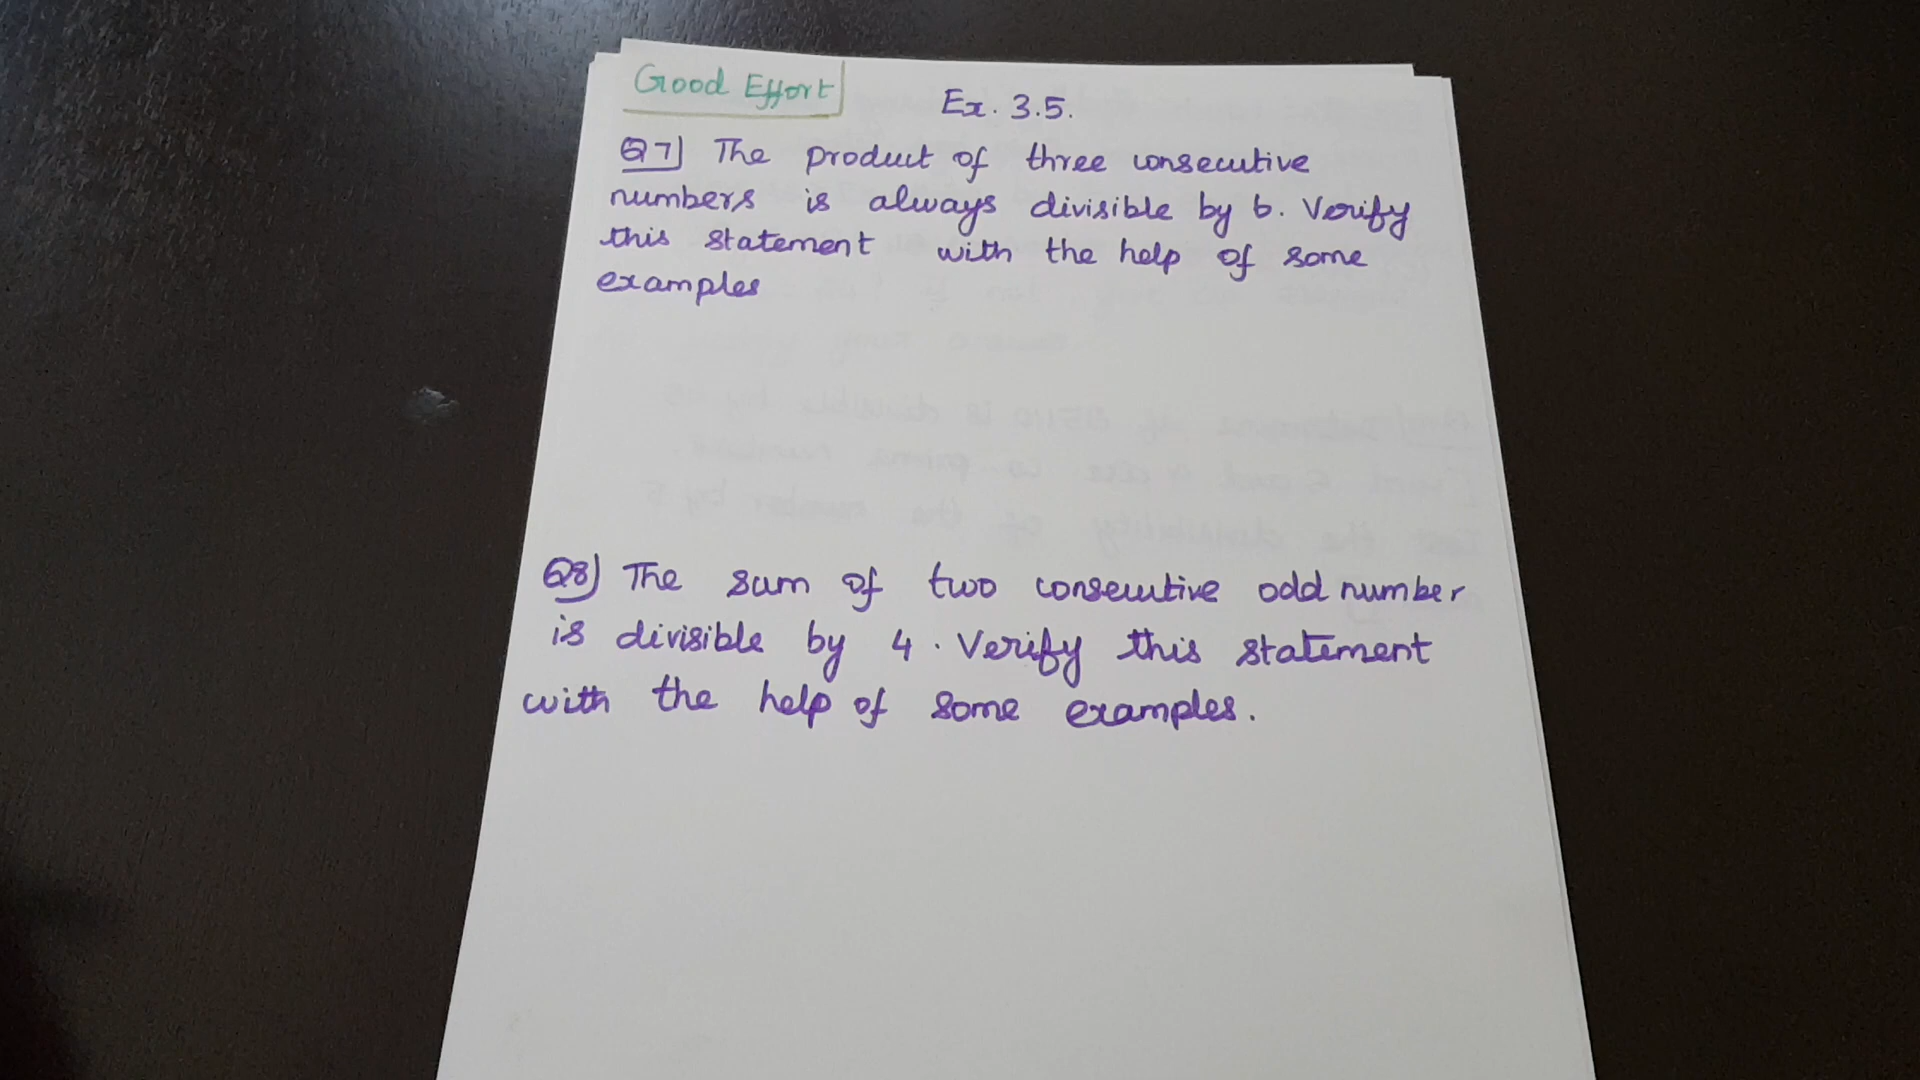 Good Effort
Ex. 3.5.
Q7) The product of three consecutive
numbers is always divisible by 6. Verify
this statement with the help of some
examples
Q8) The sum of two consecutive odd number
is divisible by 4. Verify this statement
with the help of some examples.